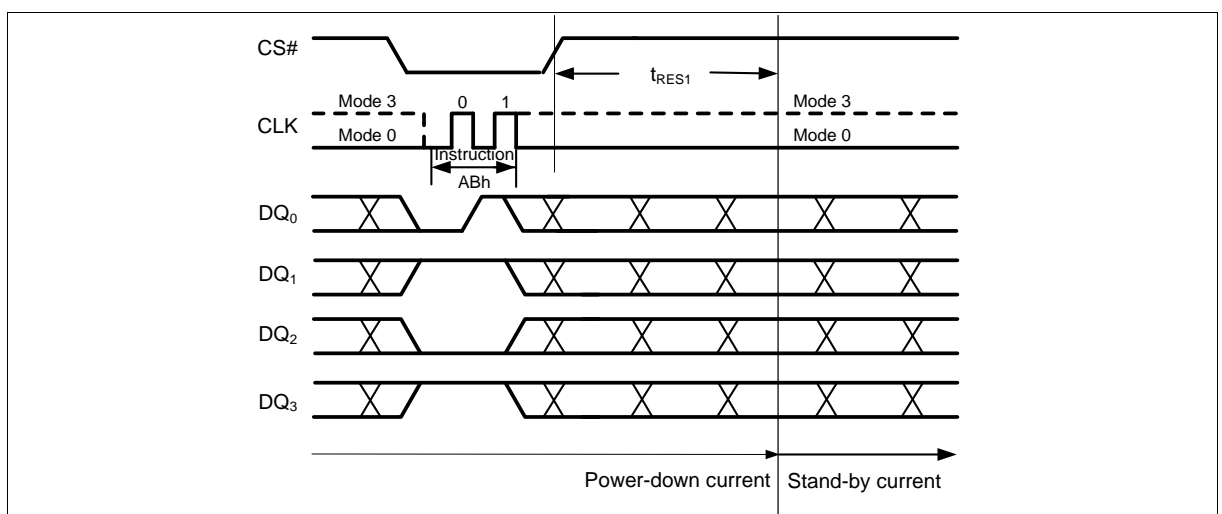 CS#
tRES1
Mode 3 0 1 Mode 3
CLK
Mode 0 Mode 0
Instruction
ABh
DQ0
DQ1
DQ2
DQ3
Power-down current Stand-by current